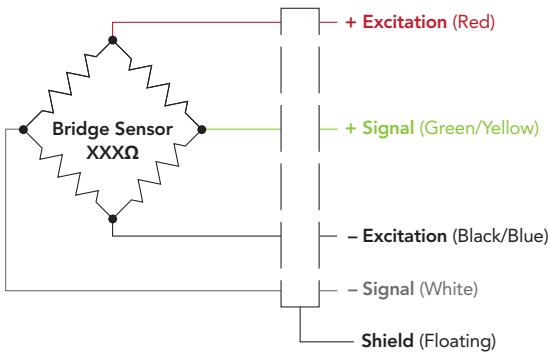 + Excitation (Red)
Bridge Sensor
XXXΩ
+ Signal (Green/Yellow)
– Excitation (Black/Blue)
– Signal (White)
Shield (Floating)